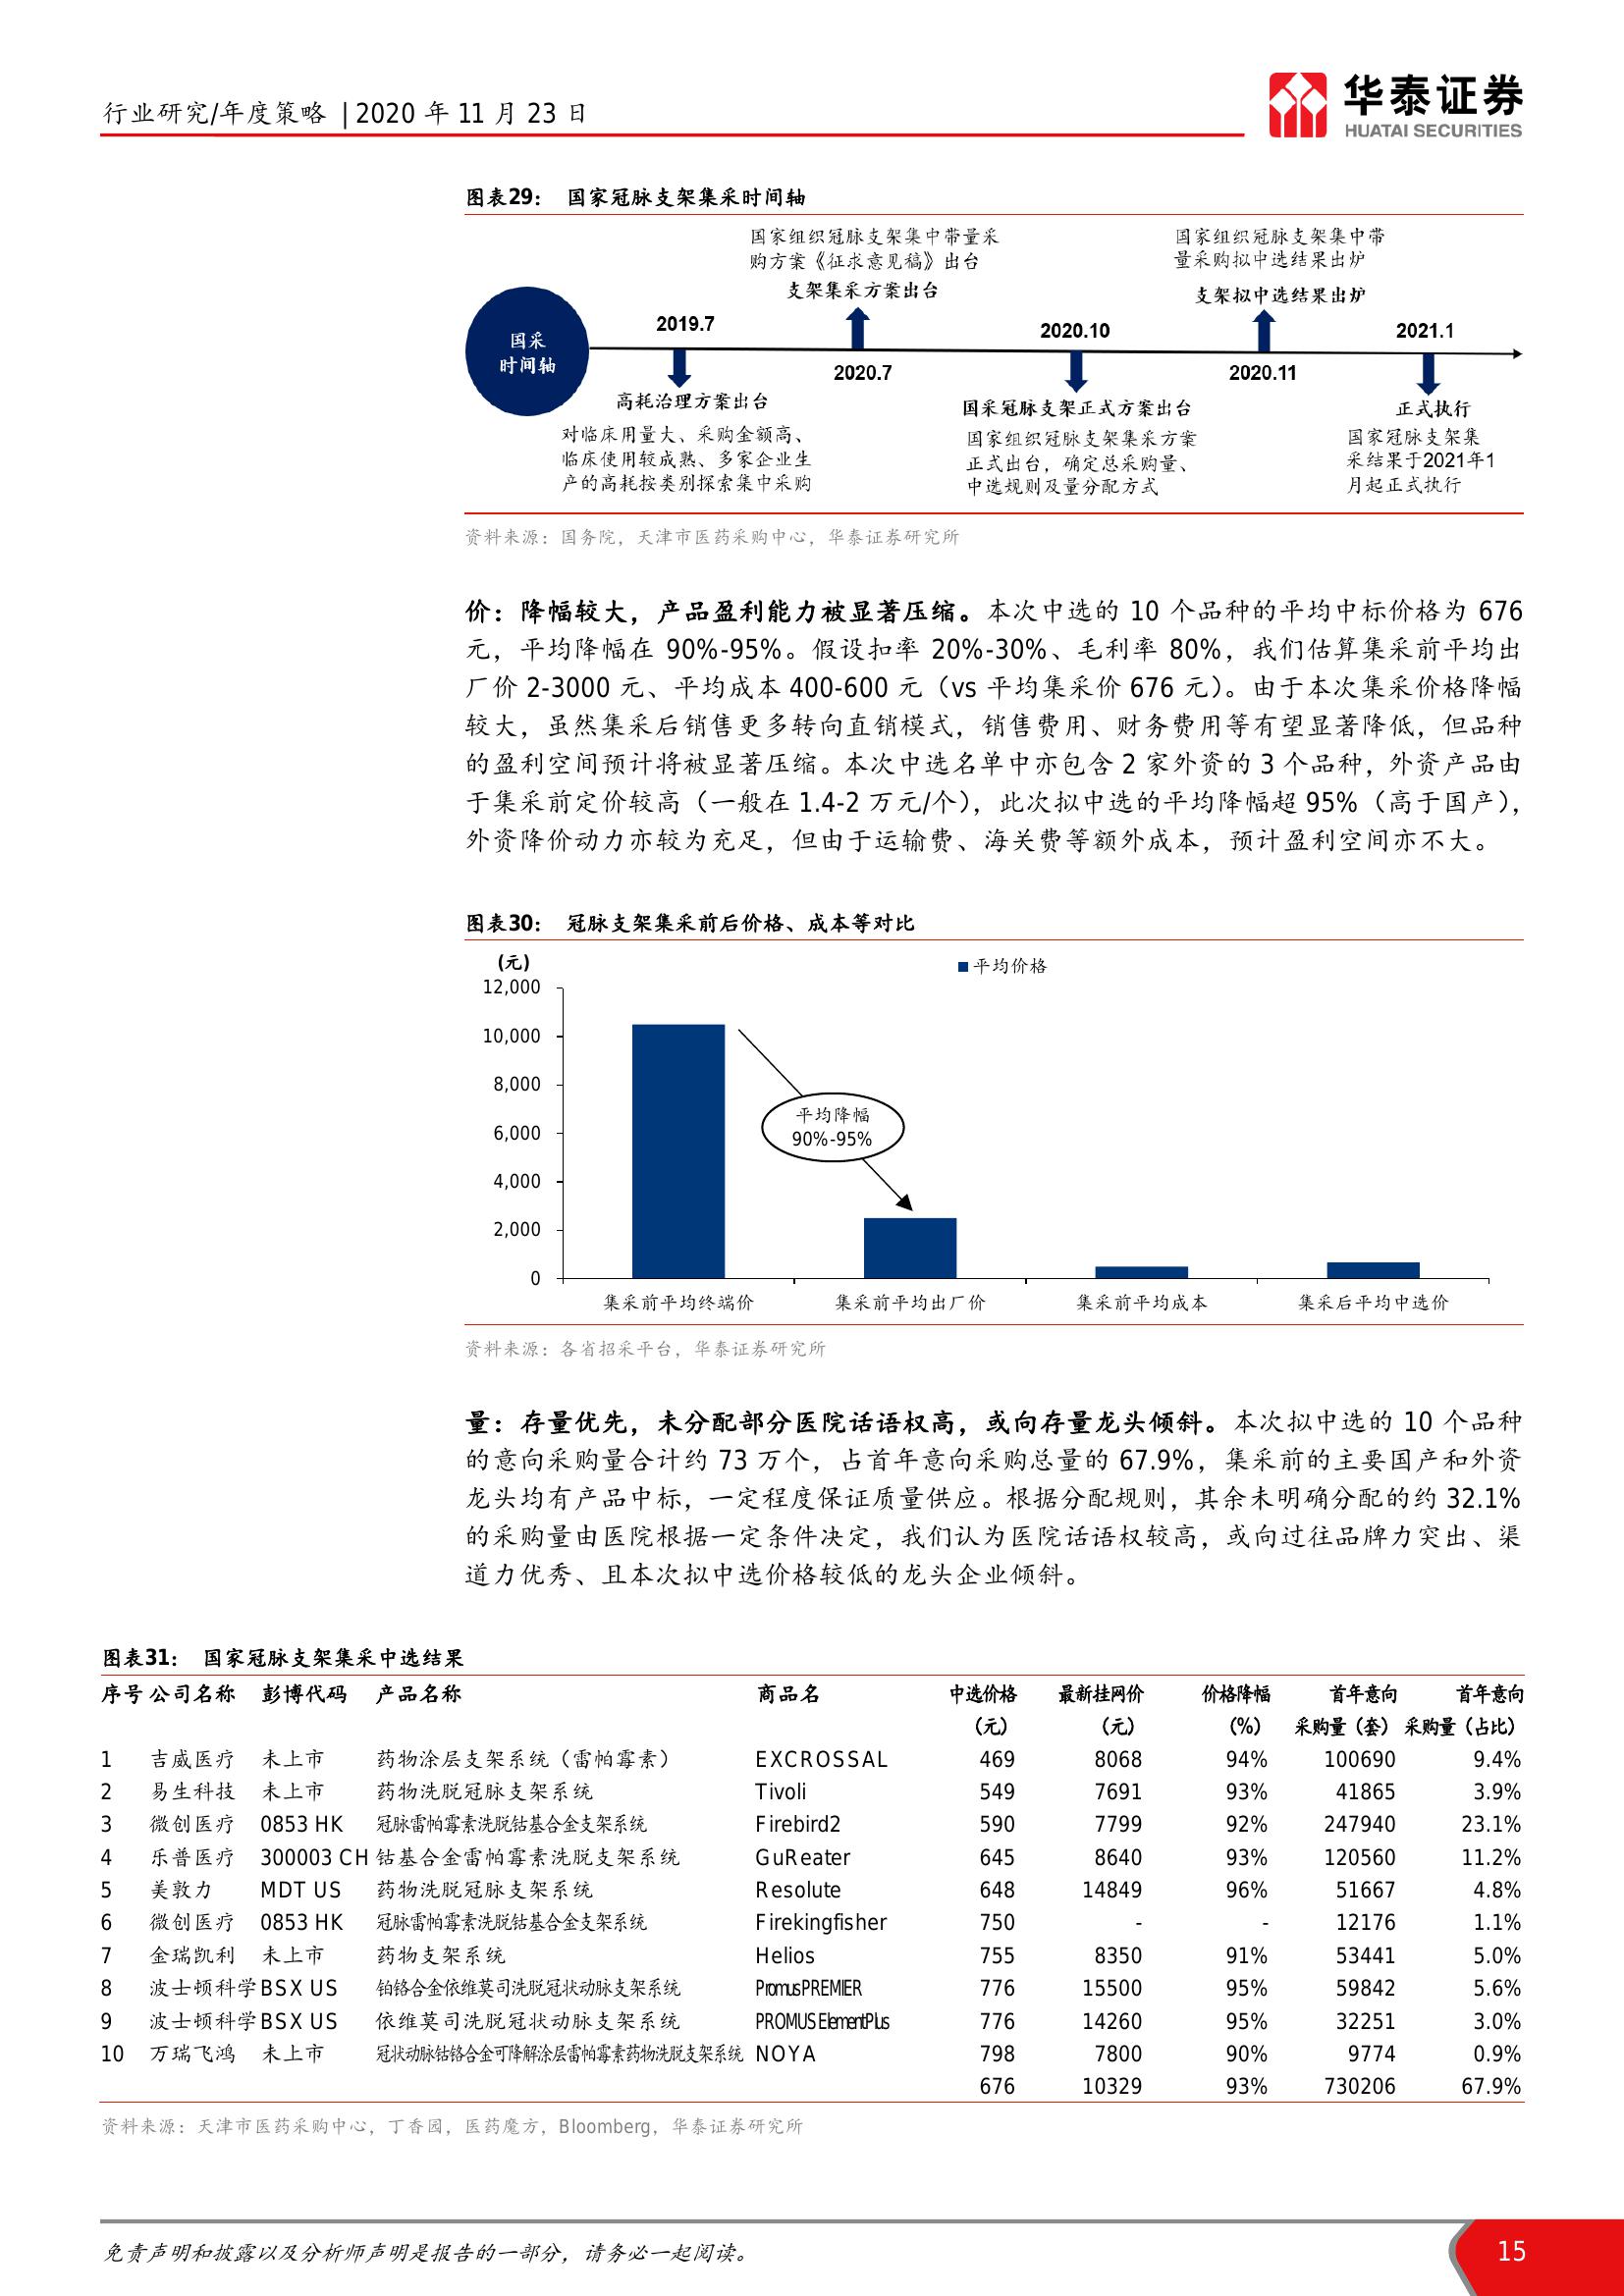 行业研究/年度策略 | 2020 年 11 月 23 日
华泰证券
HUATAI SECURITIES
图表29： 国家冠脉支架集采时间轴
国家组织冠脉支架集中带量采
购方案《征求意见稿》出台
支架集采方案出台
国家组织冠脉支架集中带
量采购拟中选结果出炉
支架拟中选结果出炉
国采
时间轴
2019.7
2020.7
2020.10
2020.11
2021.1
高耗治理方案出台
对临床用量大、采购金额高、
临床使用较成熟、多家企业生
产的高耗按类别探索集中采购
国采冠脉支架正式方案出台
国家组织冠脉支架集采方案
正式出台，确定总采购量、
中选规则及量分配方式
正式执行
国家冠脉支架集
采结果于2021年1
月起正式执行
资料来源：国务院，天津市医药采购中心，华泰证券研究所
价：降幅较大，产品盈利能力被显著压缩。本次中选的 10 个品种的平均中标价格为 676
元，平均降幅在 90%-95%。假设扣率 20%-30%、毛利率 80%，我们估算集采前平均出
厂价 2-3000 元、平均成本 400-600 元（vs 平均集采价 676 元）。由于本次集采价格降幅
较大，虽然集采后销售更多转向直销模式，销售费用、财务费用等有望显著降低，但品种
的盈利空间预计将被显著压缩。本次中选名单中亦包含 2 家外资的 3 个品种，外资产品由
于集采前定价较高（一般在 1.4-2 万元/个），此次拟中选的平均降幅超 95%（高于国产），
外资降价动力亦较为充足，但由于运输费、海关费等额外成本，预计盈利空间亦不大。
图表30： 冠脉支架集采前后价格、成本等对比
(元)
平均价格
12,000
10,000
8,000
6,000
4,000
2,000
0
平均降幅
90%-95%
集采前平均终端价 集采前平均出厂价 集采前平均成本 集采后平均中选价
资料来源：各省招采平台，华泰证券研究所
量：存量优先，未分配部分医院话语权高，或向存量龙头倾斜。本次拟中选的 10 个品种
的意向采购量合计约 73 万个，占首年意向采购总量的 67.9%，集采前的主要国产和外资
龙头均有产品中标，一定程度保证质量供应。根据分配规则，其余未明确分配的约 32.1%
的采购量由医院根据一定条件决定，我们认为医院话语权较高，或向过往品牌力突出、渠
道力优秀、且本次拟中选价格较低的龙头企业倾斜。
图表31： 国家冠脉支架集采中选结果
序号 公司名称 彭博代码 产品名称 商品名 中选价格 最新挂网价 价格降幅 首年意向 首年意向
（元） （元） （%） 采购量（套） 采购量（占比）
1 吉威医疗 未上市 药物涂层支架系统（雷帕霉素） EXCROSSAL 469 8068 94% 100690 9.4%
2 易生科技 未上市 药物洗脱冠脉支架系统 Tivoli 549 7691 93% 41865 3.9%
3 微创医疗 0853 HK 冠脉雷帕霉素洗脱钴基合金支架系统 Firebird2 590 7799 92% 247940 23.1%
4 乐普医疗 300003 CH 钴基合金雷帕霉素洗脱支架系统 GuReater 645 8640 93% 120560 11.2%
5 美敦力 MDT US 药物洗脱冠脉支架系统 Resolute 648 14849 96% 51667 4.8%
6 微创医疗 0853 HK 冠脉雷帕霉素洗脱钴基合金支架系统 Firekingfisher 750 - - 12176 1.1%
7 金瑞凯利 未上市 药物支架系统 Helios 755 8350 91% 53441 5.0%
8 波士顿科学 BSX US 铂铬合金依维莫司洗脱冠状动脉支架系统 Promus PREMIER 776 15500 95% 59842 5.6%
9 波士顿科学 BSX US 依维莫司洗脱冠状动脉支架系统 PROMUS Element Plus 776 14260 95% 32251 3.0%
10 万瑞飞鸿 未上市 冠状动脉钴铬合金可降解涂层雷帕霉素药物洗脱支架系统 NOYA 798 7800 90% 9774 0.9%
676 10329 93% 730206 67.9%
资料来源：天津市医药采购中心，丁香园，医药魔方，Bloomberg，华泰证券研究所
免责声明和披露以及分析师声明是报告的一部分，请务必一起阅读。
15